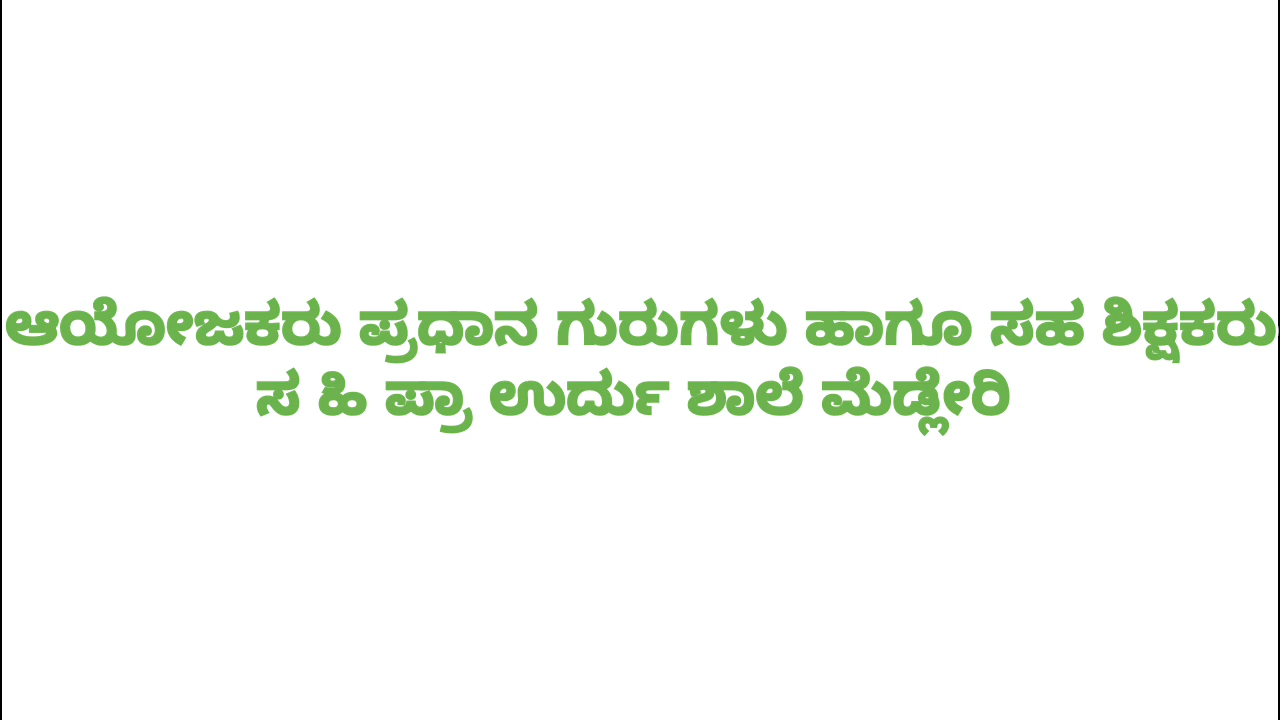 ಆಯೋಜಕರು ಪ್ರಧಾನ ಗುರುಗಳು ಹಾಗೂ ಸಹ ಶಿಕ್ಷಕರು
ಸ ಹಿ ಪ್ರಾ ಉರ್ದು ಶಾಲೆ ಮೆಡ್ಲೇರಿ